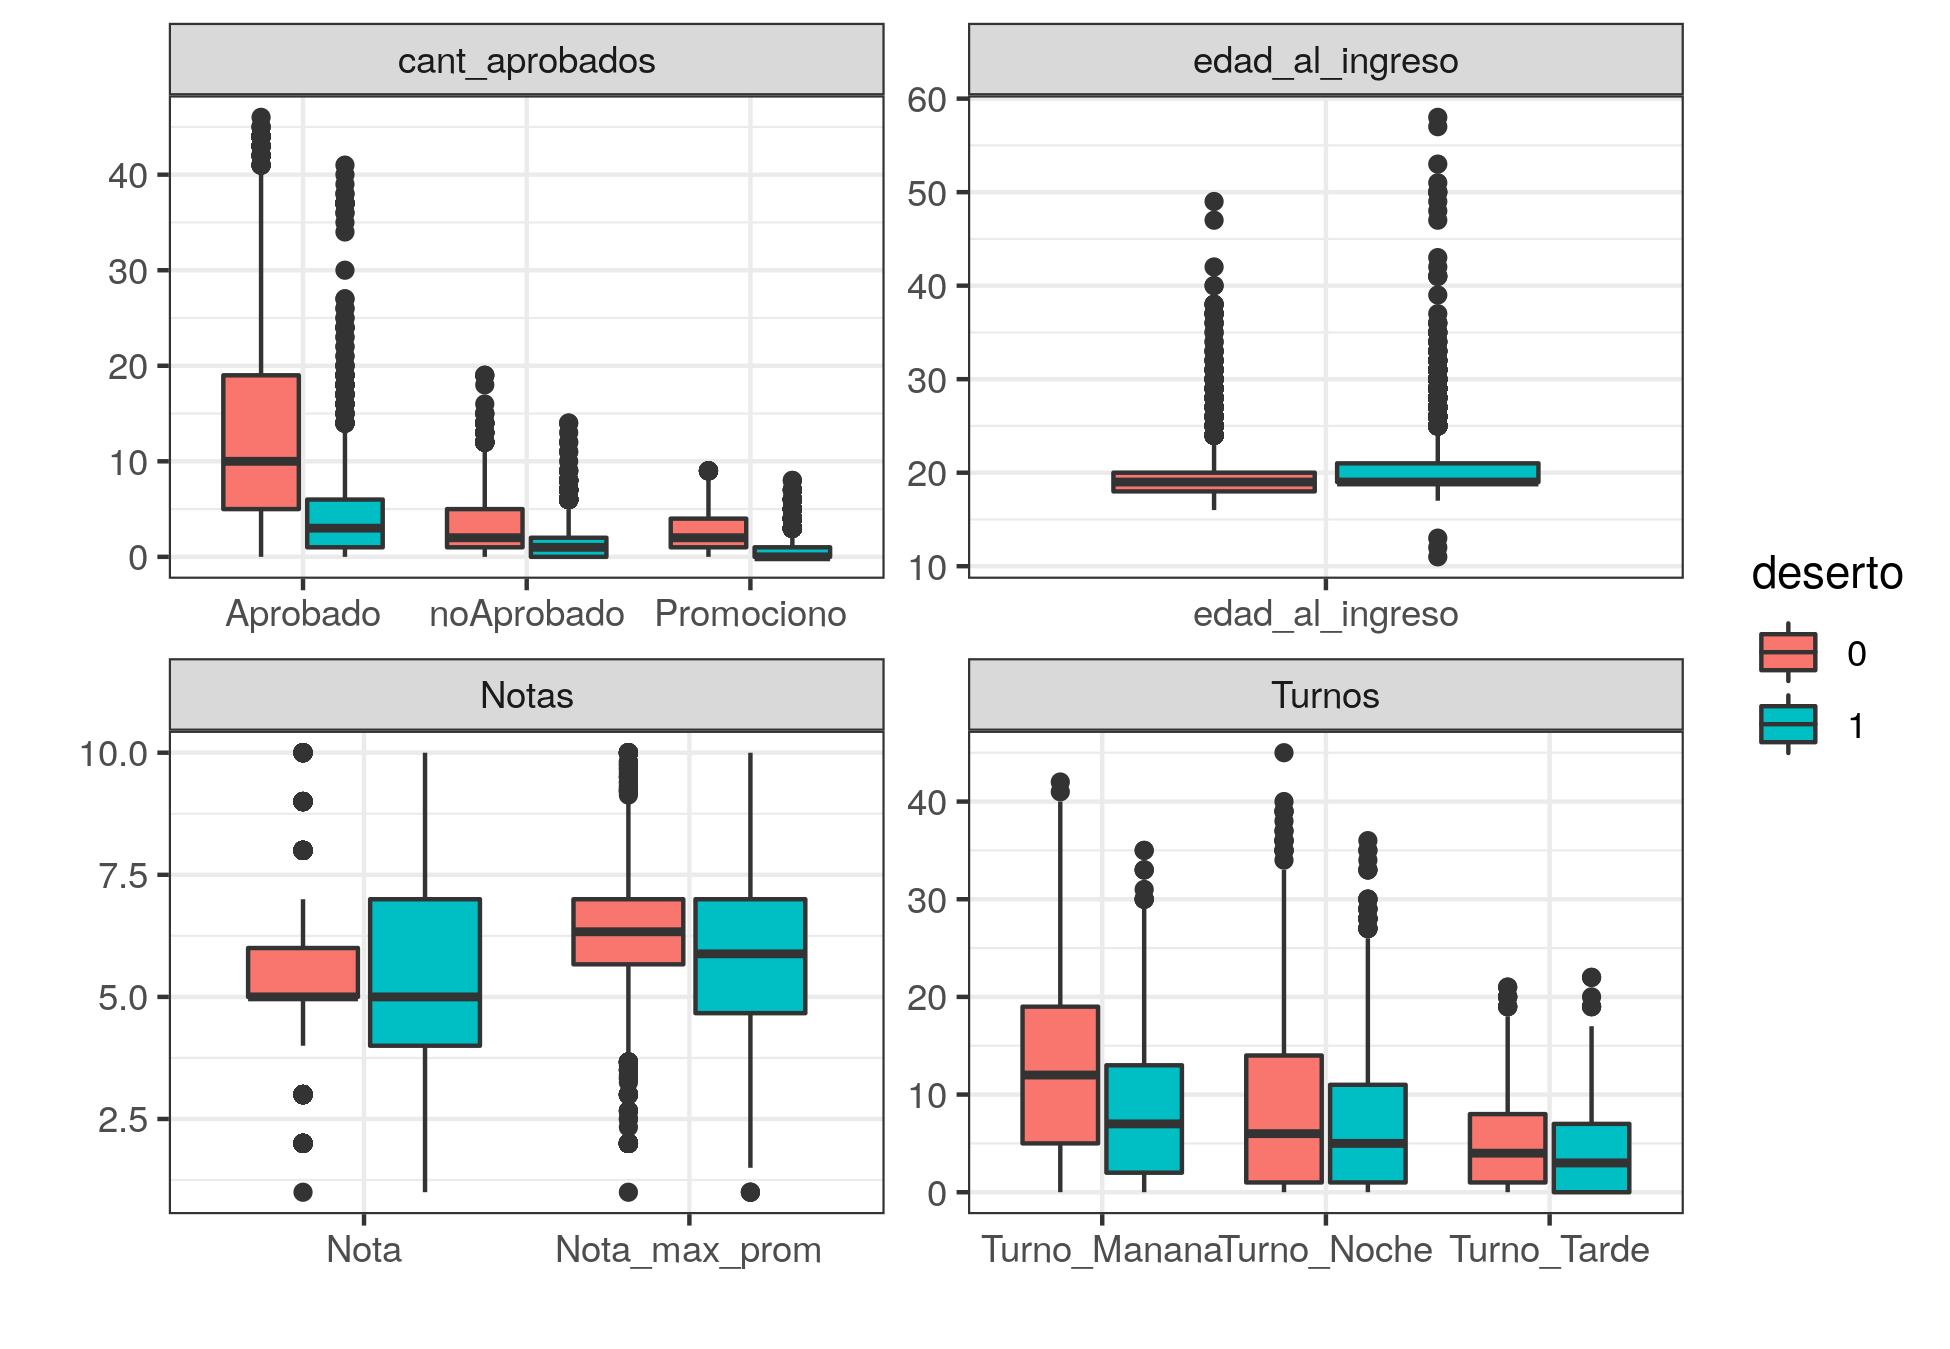 cant_aprobados
40
30
20
10
0
Aprobado noAprobado Promociono
edad_al_ingreso
60
50
40
30
20
10
edad_al_ingreso
Notas
10.0
7.5
5.0
2.5
Nota Nota_max_prom
Turnos
40
30
20
10
0
Turno_Manana Turno_Noche Turno_Tarde
deserto
0
1